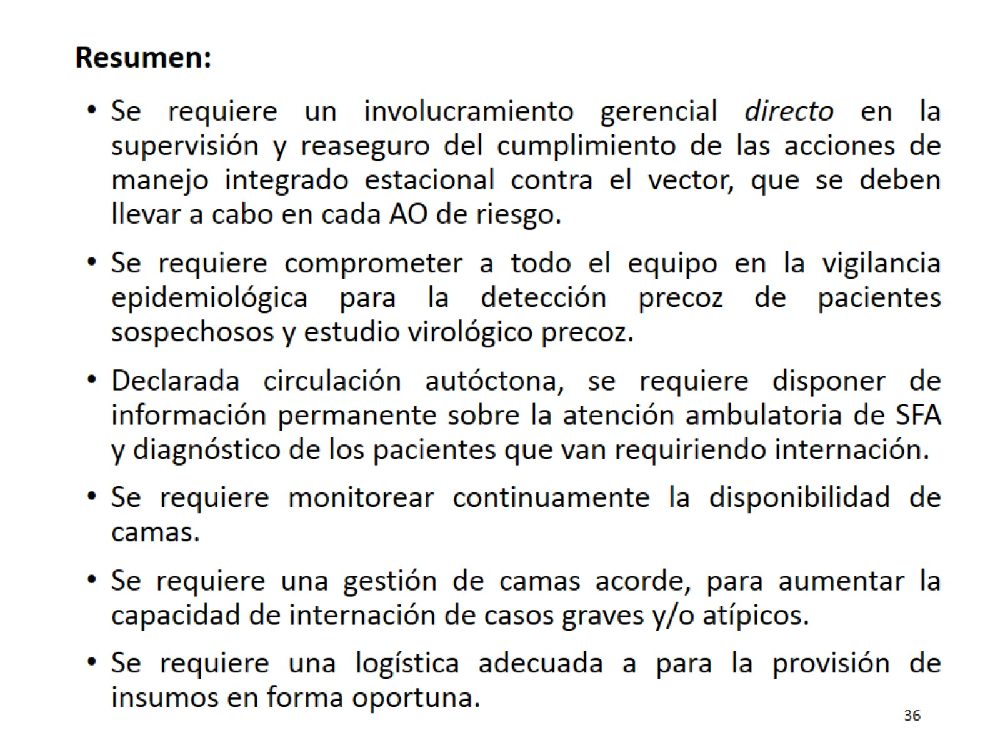 Resumen:
• Se requiere un involucramiento gerencial directo en la
supervisión y reaseguro del cumplimiento de las acciones de
manejo integrado estacional contra el vector, que se deben
llevar a cabo en cada AO de riesgo.
• Se requiere comprometer a todo el equipo en la vigilancia
epidemiológica para la detección precoz de pacientes
sospechosos y estudio virológico precoz.
• Declarada circulación autóctona, se requiere disponer de
información permanente sobre la atención ambulatoria de SFA
y diagnóstico de los pacientes que van requiriendo internación.
• Se requiere monitorear continuamente la disponibilidad de
camas.
• Se requiere una gestión de camas acorde, para aumentar la
capacidad de internación de casos graves y/o atípicos.
• Se requiere una logística adecuada a para la provisión de
insumos en forma oportuna.
36